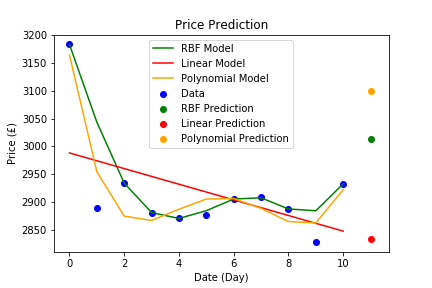 Price Prediction
3200
3150
3100
3050
3000
2950
2900
2850
Price (£)
RBF Model
Linear Model
Polynomial Model
Data
RBF Prediction
Linear Prediction
Polynomial Prediction
0 2 4 6 8 10
Date (Day)